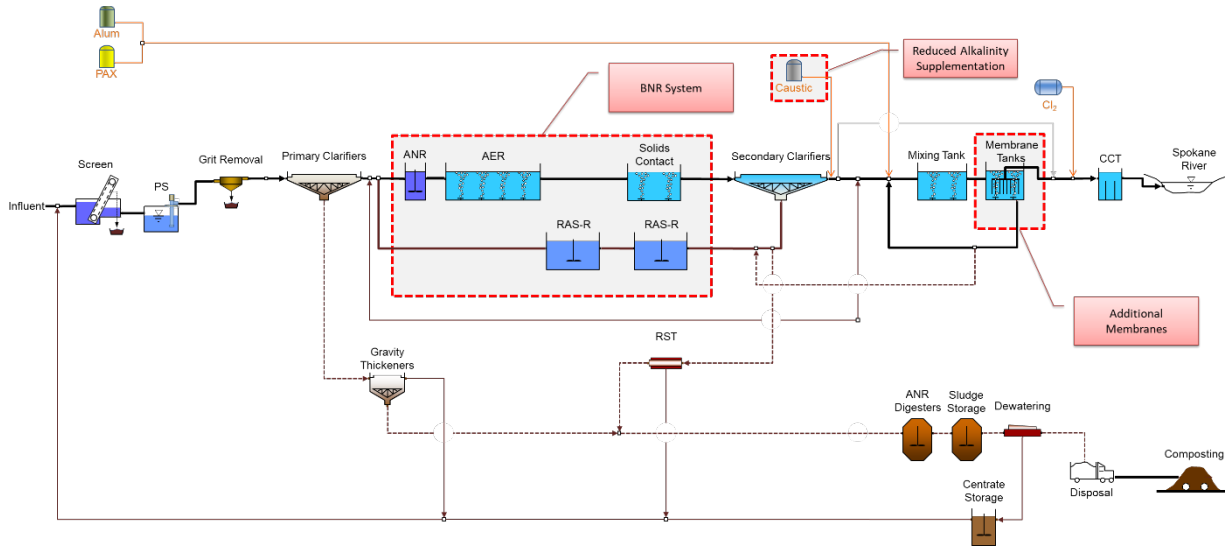 Alum
PAX
Reduced Alkalinity
Supplementation
BNR System
Caustic
Cl2
Screen
PS
Grit Removal
Primary Clarifiers
ANR
AER
Solids
Contact
Secondary Clarifiers
Mixing Tank
Membrane
Tanks
CCT
Spokane
River
Influent
RAS-R
RAS-R
Additional
Membranes
RST
Gravity
Thickeners
ANR
Digesters
Sludge
Storage
Dewatering
Disposal
Composting
Centrate
Storage